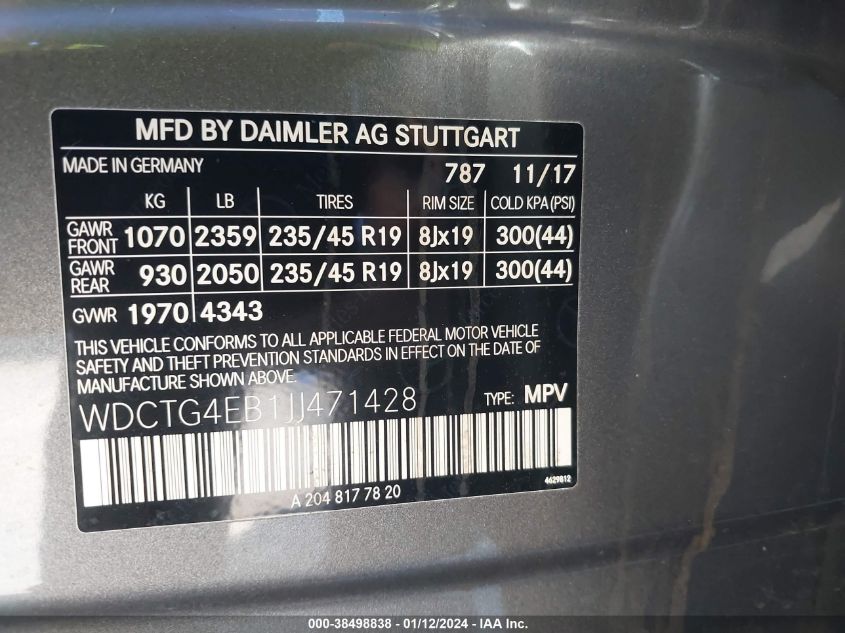 MFD BY DAIMLER AG STUTTGART
MADE IN GERMANY 787 11/17
KG LB TIRES RIM SIZE COLD KPA (PSI)
GAWR FRONT 1070 2359 235/45 R19 8Jx19 300(44)
GAWR REAR 930 2050 235/45 R19 8Jx19 300(44)
GVWR 1970 4343
THIS VEHICLE CONFORMS TO ALL APPLICABLE FEDERAL MOTOR VEHICLE
SAFETY AND THEFT PREVENTION STANDARDS IN EFFECT ON THE DATE OF
MANUFACTURE SHOWN ABOVE.
WDCTG4EB1JJ471428 TYPE: MPV
A 204 817 78 20 4629812
000-38498838 - 01/12/2024 - IAA Inc.